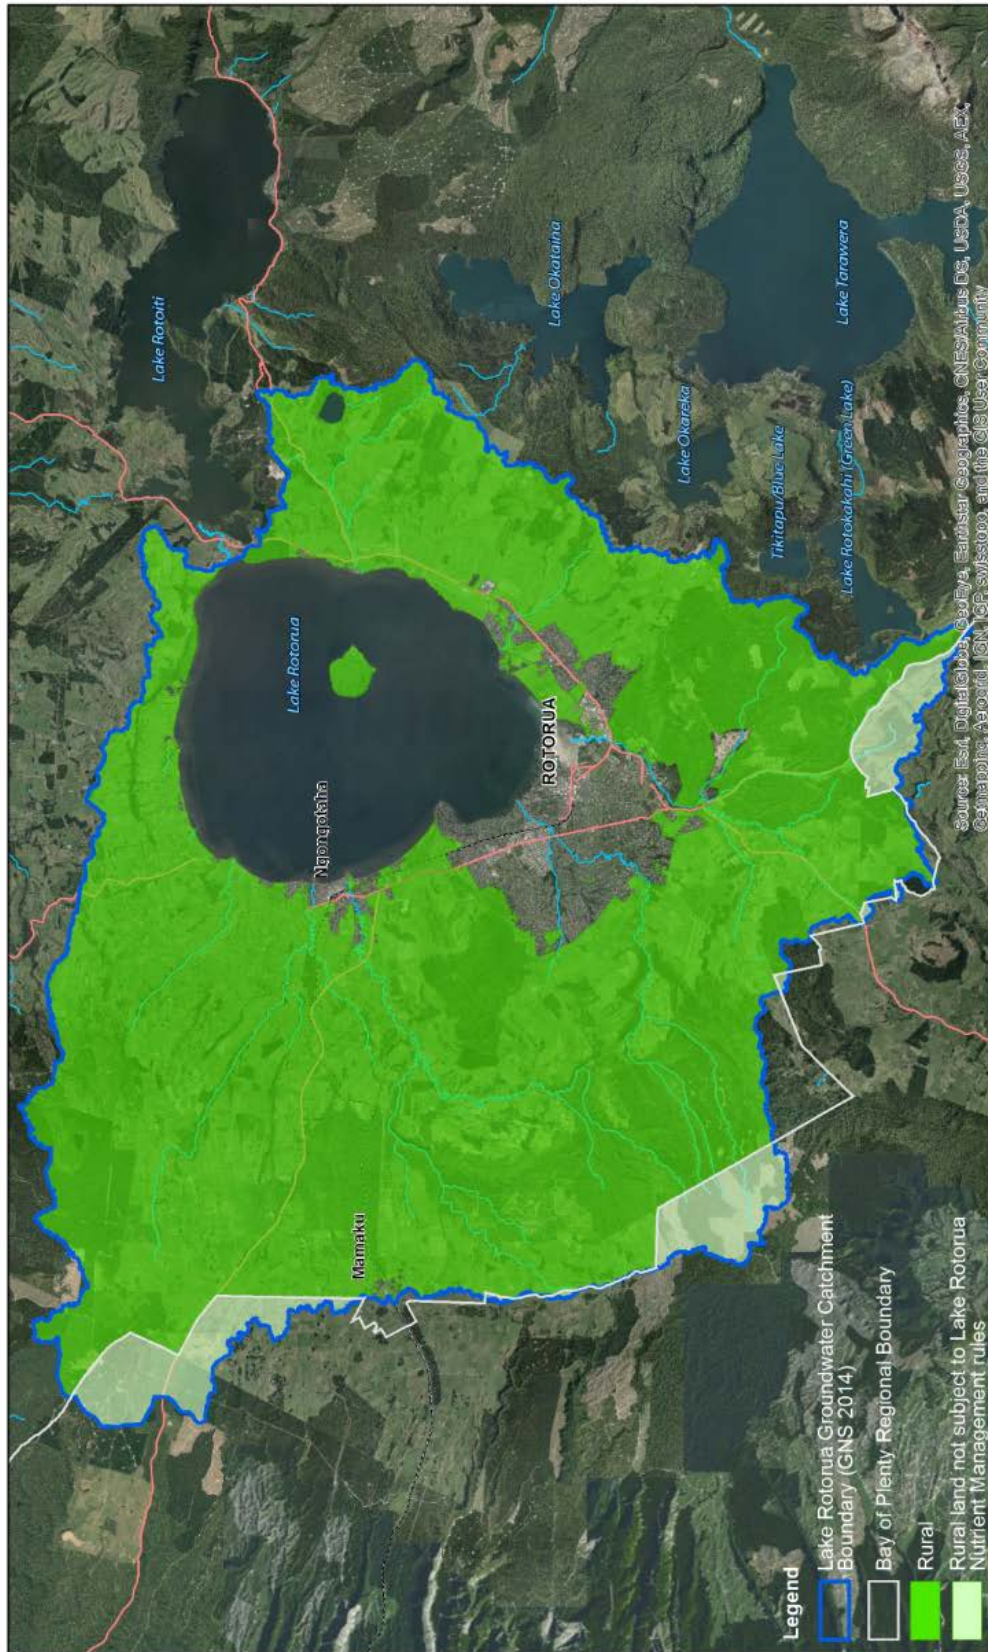 Lake Rotoiti
Lake Rotorua
Lake Okataina
Ngongotaha
Mamaku
ROTORUA
Lake Okareka
Lake Tarawera
Tikitapu/Blue Lake
Lake Rotokakahi (Green Lake)
Legend
Lake Rotorua Groundwater Catchment
Boundary (GNS 2014)
Bay of Plenty Regional Boundary
Rural
Rural land not subject to Lake Rotorua
Nutrient Management rules
Source: Esri, DigitalGlobe, GeoEye, Earthstar Geographics, CNES/Airbus DS, USDA, USGS, AEX,
Getmapping, Aerogrid, IGN, IGP, swisstopo, and the GIS User Community